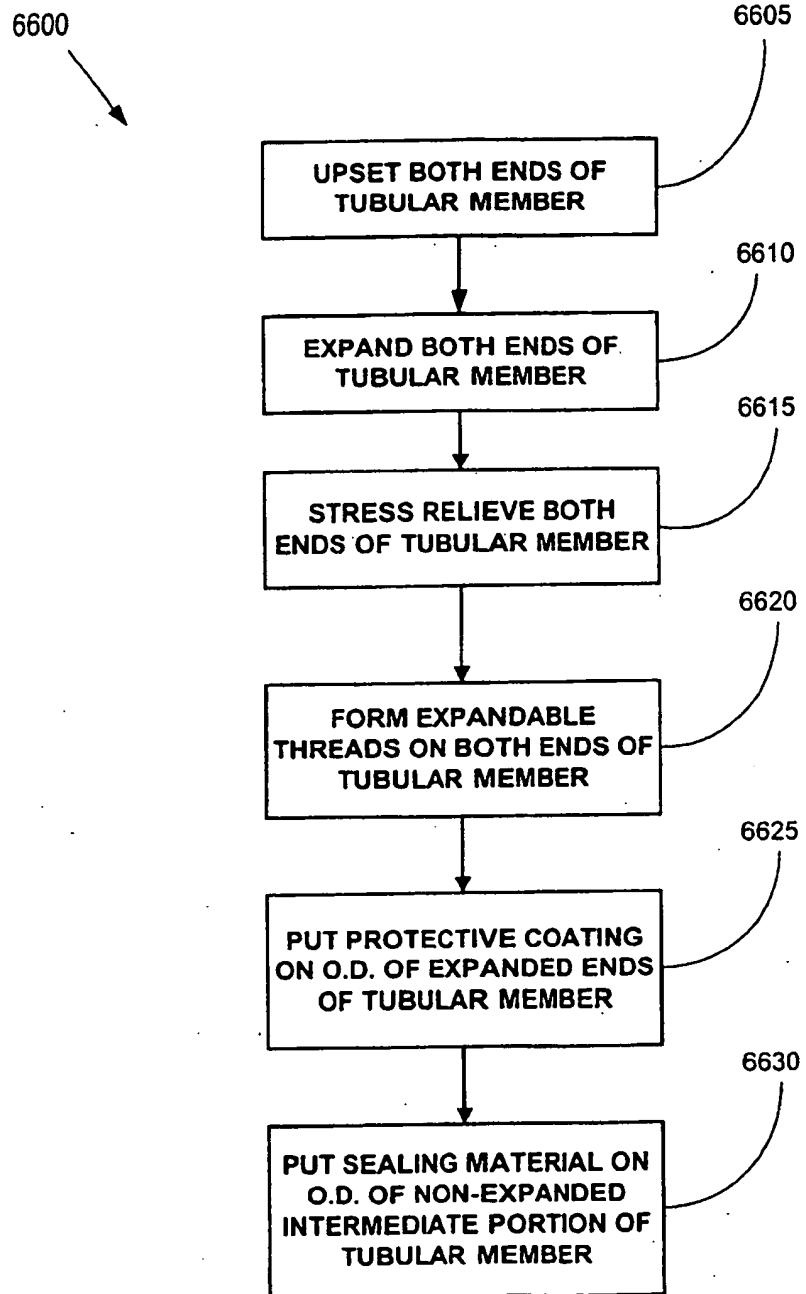 6600
6605
UPSET BOTH ENDS OF
TUBULAR MEMBER
6610
EXPAND BOTH ENDS OF
TUBULAR MEMBER
6615
STRESS RELIEVE BOTH
ENDS OF TUBULAR MEMBER
6620
FORM EXPANDABLE
THREADS ON BOTH ENDS OF
TUBULAR MEMBER
6625
PUT PROTECTIVE COATING
ON O.D. OF EXPANDED ENDS
OF TUBULAR MEMBER
6630
PUT SEALING MATERIAL ON
O.D. OF NON-EXPANDED
INTERMEDIATE PORTION OF
TUBULAR MEMBER